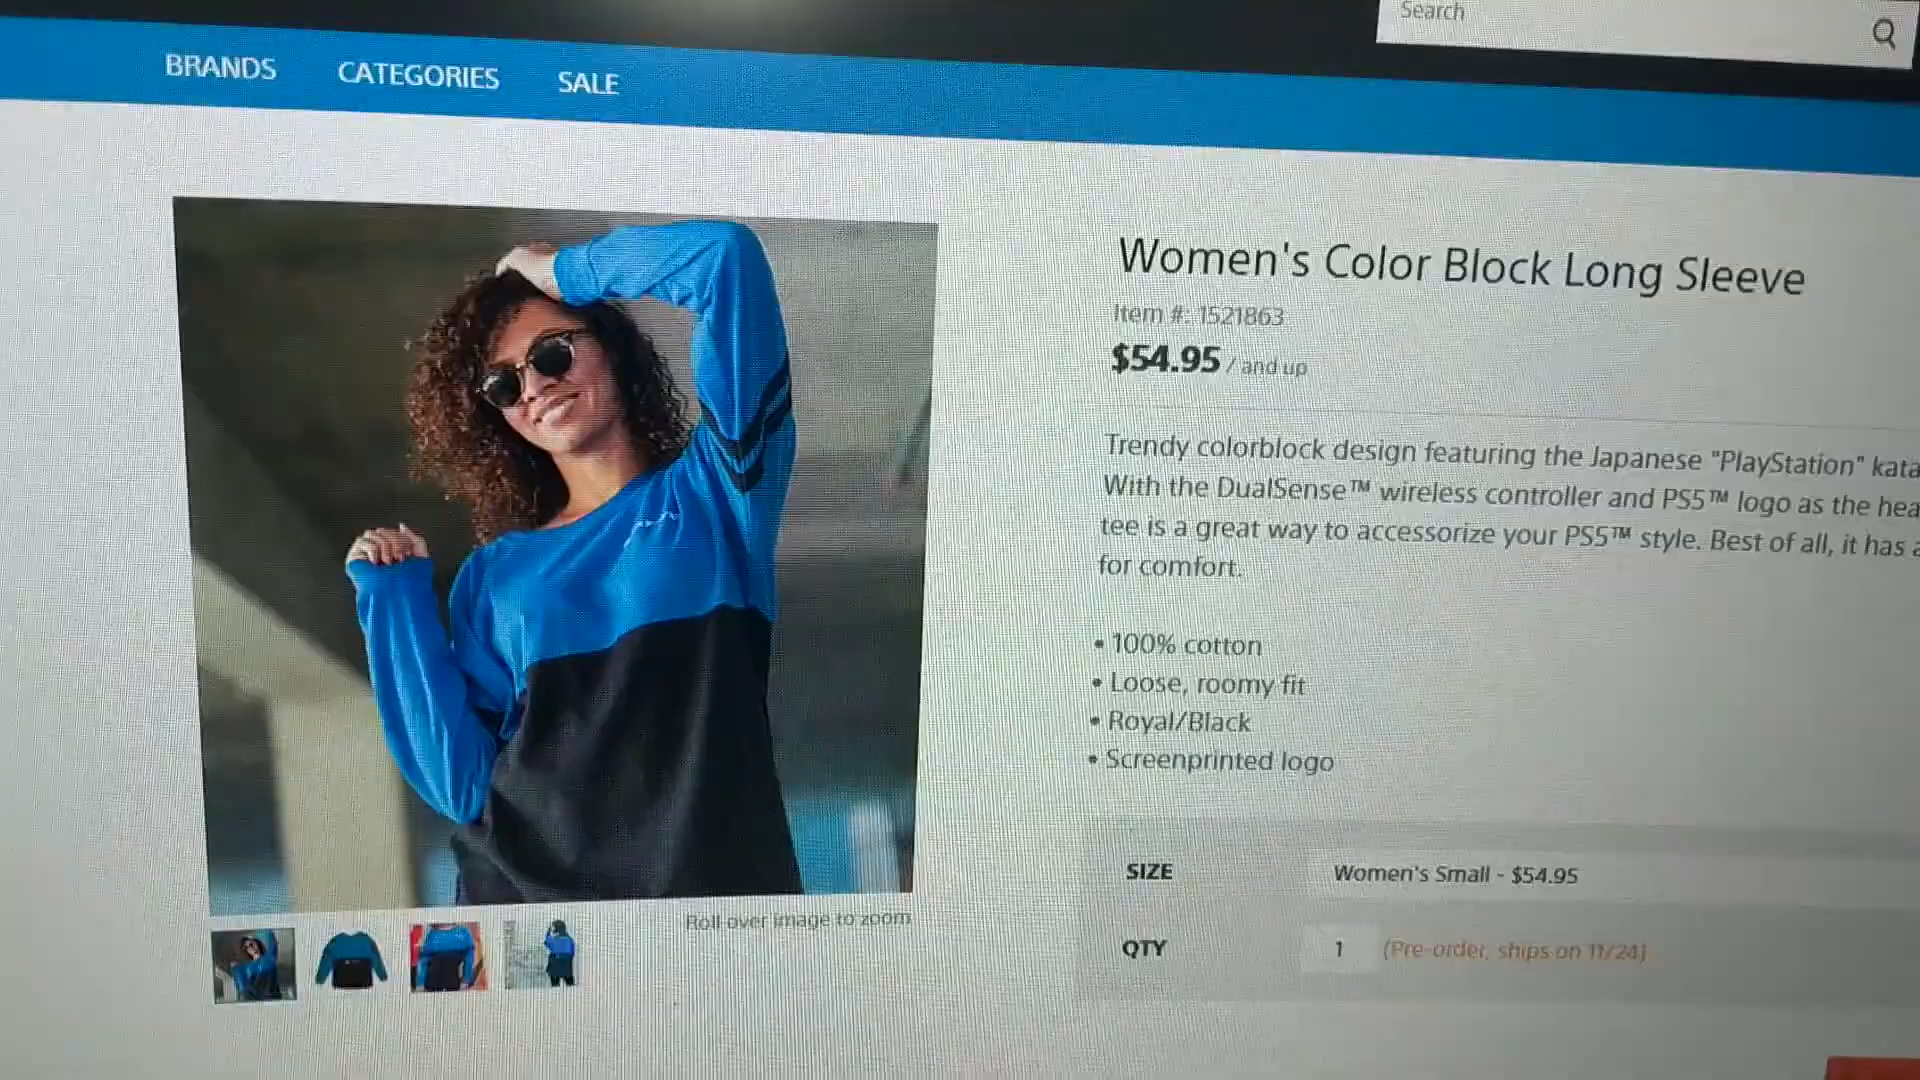 Search
BRANDS CATEGORIES SALE
Women's Color Block Long Sleeve
Item #: 1521863
$54.95 / and up
Trendy colorblock design featuring the Japanese "PlayStation" kata
With the DualSense™ wireless controller and PS5™ logo as the hea
tee is a great way to accessorize your PS5™ style. Best of all, it has a
for comfort.
• 100% cotton
• Loose, roomy fit
• Royal/Black
• Screenprinted logo
Roll over image to zoom
SIZE Women's Small - $54.95
QTY 1 (Pre-order, ships on 11/24)